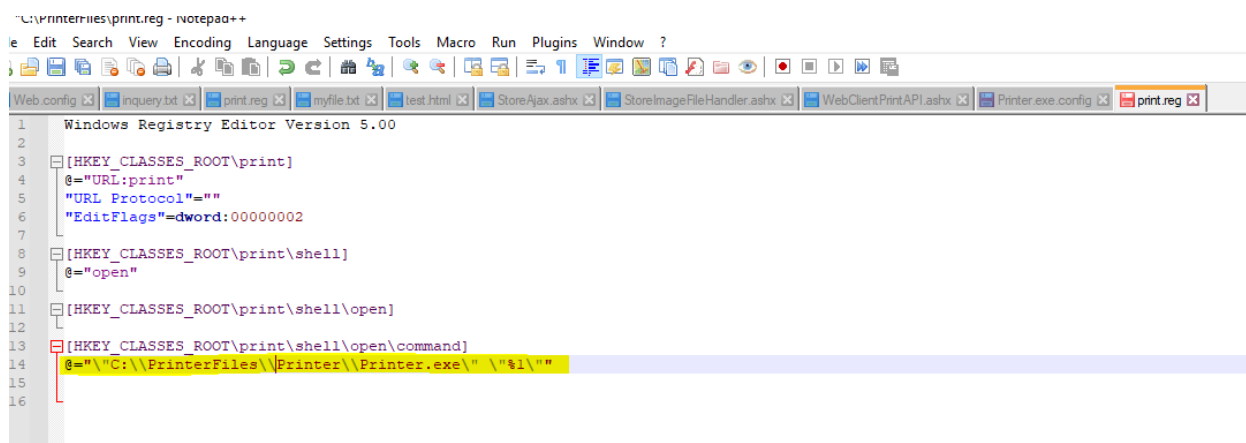 "C:\PrinterFiles\print.reg - Notepad++
Edit Search View Encoding Language Settings Tools Macro Run Plugins Window ?
Web.config inquery.txt print.reg myfile.txt test.html StoreAjax.ashx StoreImageFileHandler.ashx WebClientPrintAPI.ashx Printer.exe.config print.reg
1 Windows Registry Editor Version 5.00
2
3 [HKEY_CLASSES_ROOT\print]
4 @="URL:print"
5 "URL Protocol"=""
6 "EditFlags"=dword:00000002
7
8 [HKEY_CLASSES_ROOT\print\shell]
9 @="open"
10
11 [HKEY_CLASSES_ROOT\print\shell\open]
12
13 [HKEY_CLASSES_ROOT\print\shell\open\command]
14 @="\"C:\\PrinterFiles\\Printer\\Printer.exe\" \"%1\""
15
16